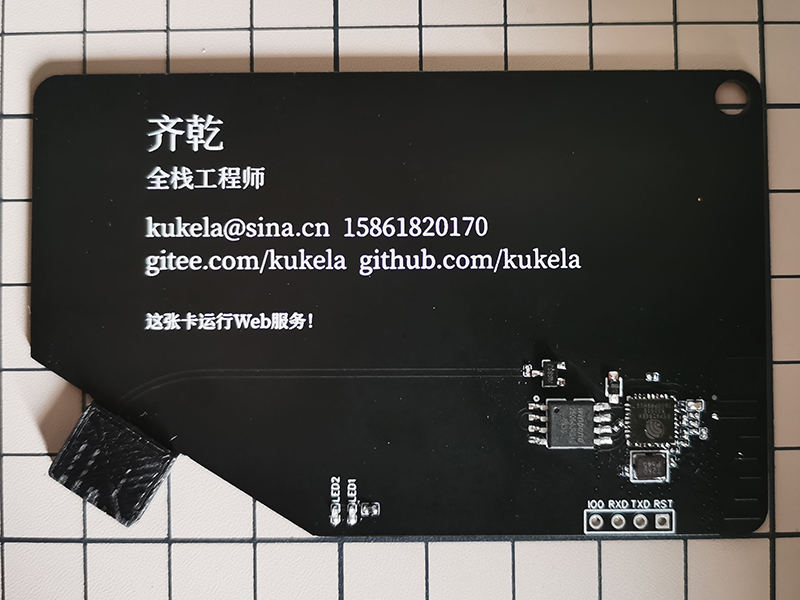 齐乾
全栈工程师
kukela@sina.cn 15861820170
gitee.com/kukela github.com/kukela
这张卡运行Web服务!
LED2
LED1
IO0 RXD TXD RST
winbond